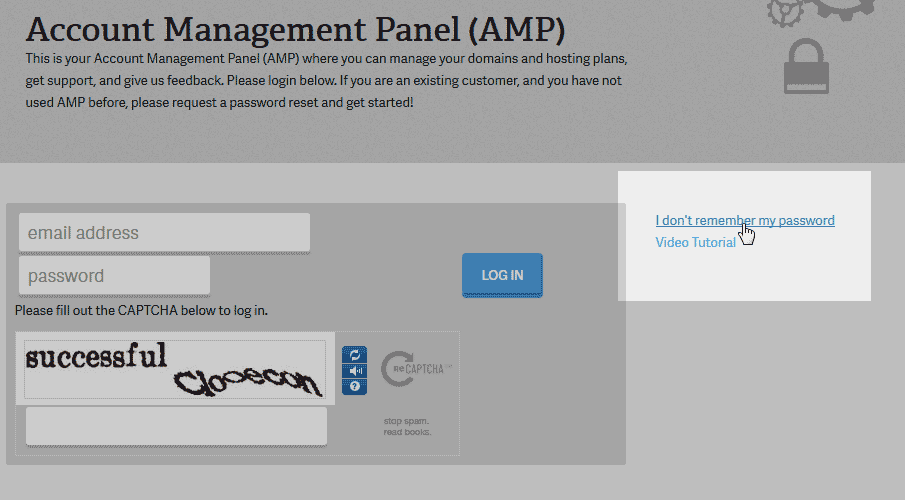 Account Management Panel (AMP)
This is your Account Management Panel (AMP) where you can manage your domains and hosting plans,
get support, and give us feedback. Please login below. If you are an existing customer, and you have not
used AMP before, please request a password reset and get started!
I don't remember my password
Video Tutorial
email address
password
LOG IN
Please fill out the CAPTCHA below to log in.
successful
reCAPTCHA™
stop spam.
read books.